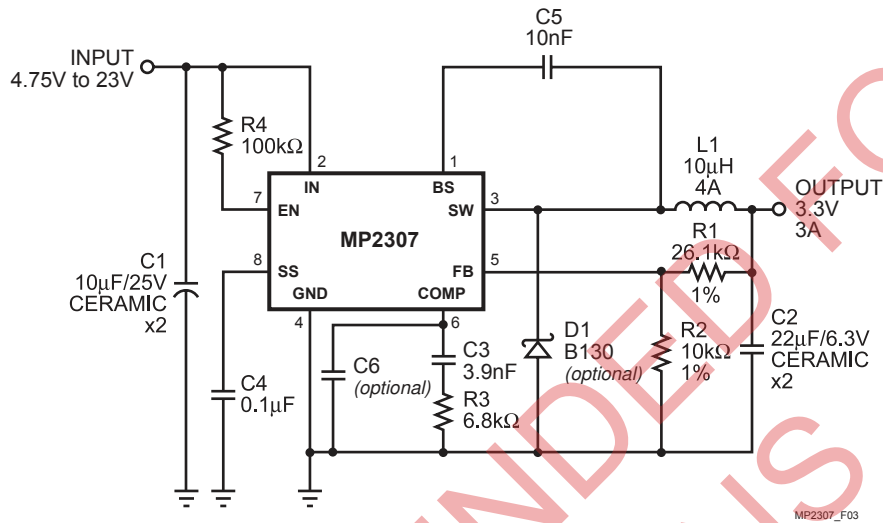 C5
10nF
INPUT
4.75V to 23V
R4
100kΩ
2
1
L1
10μH
4A
IN
BS
7
EN
SW
3
OUTPUT
3.3V
3A
MP2307
R1
26.1kΩ
1%
8
SS
FB
5
C1
10μF/25V
CERAMIC
x2
GND
COMP
4
6
D1
B130
(optional)
R2
10kΩ
1%
C2
22μF/6.3V
CERAMIC
x2
C6
(optional)
C3
3.9nF
C4
0.1μF
R3
6.8kΩ
MP2307_F03